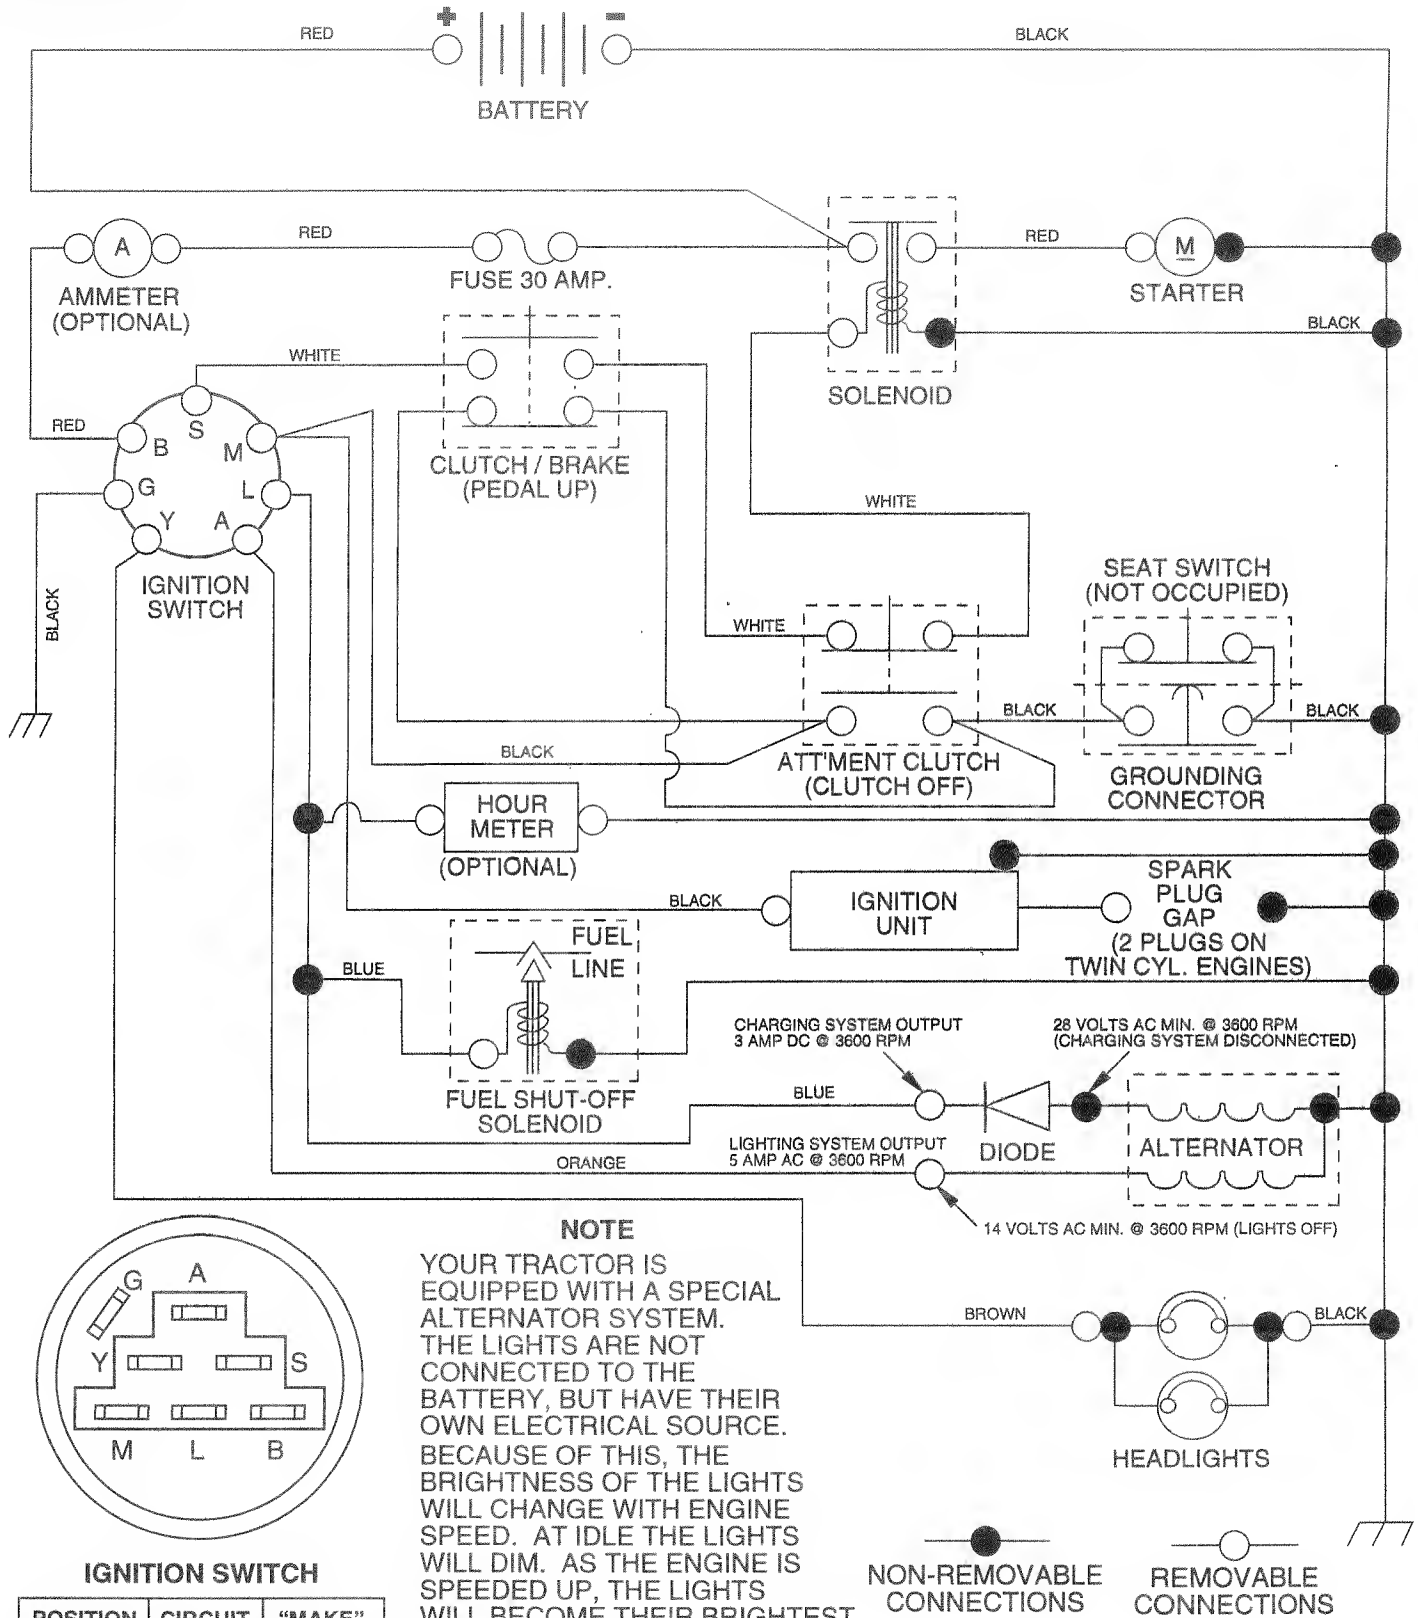 + -
RED
BLACK
BATTERY
A
RED
RED
M
FUSE 30 AMP.
AMMETER
(OPTIONAL)
STARTER
BLACK
WHITE
SOLENOID
RED
B
S
M
G
L
Y
A
CLUTCH / BRAKE
(PEDAL UP)
WHITE
IGNITION
SWITCH
BLACK
SEAT SWITCH
(NOT OCCUPIED)
WHITE
BLACK
BLACK
BLACK
ATT'MENT CLUTCH
(CLUTCH OFF)
GROUNDING
CONNECTOR
HOUR
METER
(OPTIONAL)
SPARK
PLUG
GAP
(2 PLUGS ON
TWIN CYL. ENGINES)
BLACK
IGNITION
UNIT
FUEL
LINE
BLUE
CHARGING SYSTEM OUTPUT
3 AMP DC @ 3600 RPM
28 VOLTS AC MIN. @ 3600 RPM
(CHARGING SYSTEM DISCONNECTED)
FUEL SHUT-OFF
SOLENOID
BLUE
DIODE
ALTERNATOR
LIGHTING SYSTEM OUTPUT
5 AMP AC @ 3600 RPM
ORANGE
14 VOLTS AC MIN. @ 3600 RPM (LIGHTS OFF)
G
A
Y
S
M
L
B
NOTE
YOUR TRACTOR IS
EQUIPPED WITH A SPECIAL
ALTERNATOR SYSTEM.
THE LIGHTS ARE NOT
CONNECTED TO THE
BATTERY, BUT HAVE THEIR
OWN ELECTRICAL SOURCE.
BECAUSE OF THIS, THE
BRIGHTNESS OF THE LIGHTS
WILL CHANGE WITH ENGINE
SPEED. AT IDLE THE LIGHTS
WILL DIM. AS THE ENGINE IS
SPEEDED UP, THE LIGHTS
WILL BECOME THEIR BRIGHTEST
BROWN
BLACK
HEADLIGHTS
NON-REMOVABLE
CONNECTIONS
REMOVABLE
CONNECTIONS
IGNITION SWITCH
POSITION CIRCUIT "MAKE"